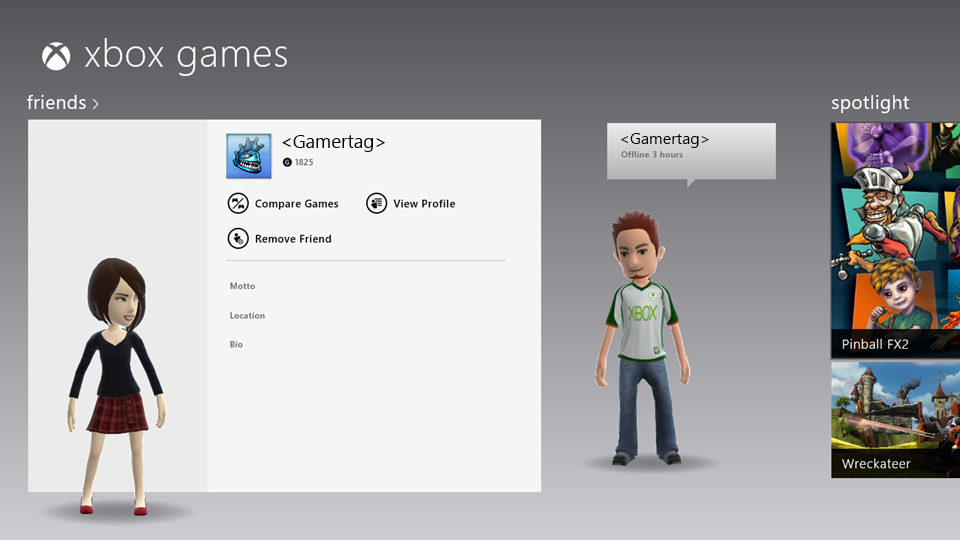 xbox games
friends >
<Gamertag>
G 1825
Compare Games
View Profile
Remove Friend
Motto
Location
Bio
<Gamertag>
Offline 3 hours
XBOX
spotlight
Pinball FX2
Wreckateer